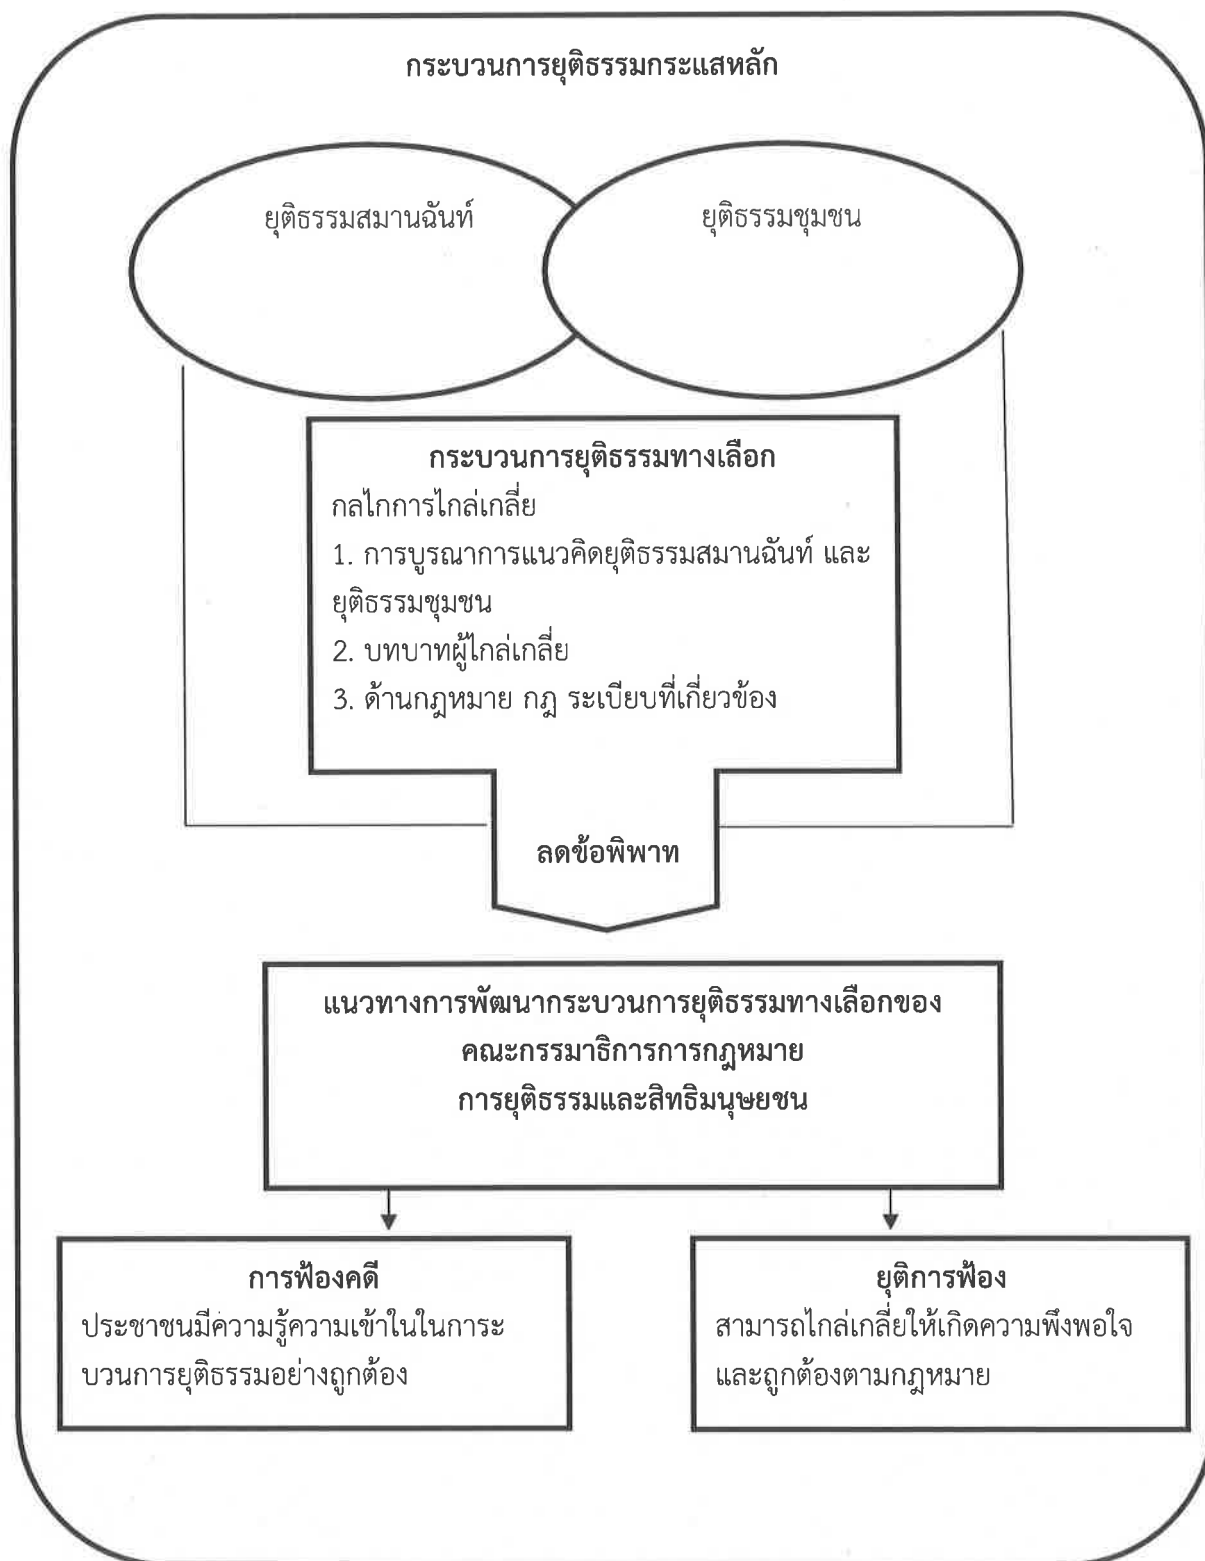 กระบวนการยุติธรรมกระแสหลัก
ยุติธรรมสมานฉันท์
ยุติธรรมชุมชน
กระบวนการยุติธรรมทางเลือก
กลไกการไกล่เกลี่ย
1. การบูรณาการแนวคิดยุติธรรมสมานฉันท์ และ
ยุติธรรมชุมชน
2. บทบาทผู้ไกล่เกลี่ย
3. ด้านกฎหมาย กฎ ระเบียบที่เกี่ยวข้อง
ลดข้อพิพาท
แนวทางการพัฒนากระบวนการยุติธรรมทางเลือกของ
คณะกรรมาธิการการกฎหมาย
การยุติธรรมและสิทธิมนุษยชน
การฟ้องคดี
ประชาชนมีความรู้ความเข้าในในการะ
บวนการยุติธรรมอย่างถูกต้อง
ยุติการฟ้อง
สามารถไกล่เกลี่ยให้เกิดความพึงพอใจ
และถูกต้องตามกฎหมาย